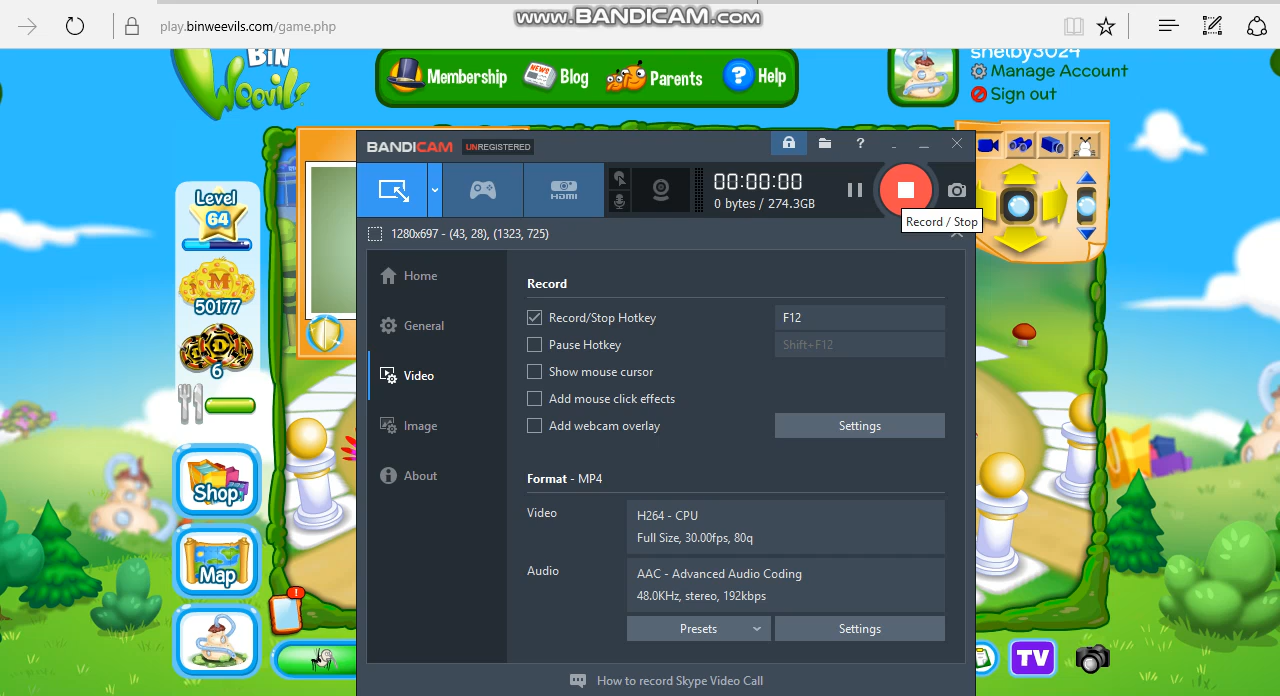 www.BANDICAM.com
play.binweevils.com/game.php
BIN
Weevils
Membership
NEWS
Blog
Parents
? Help
shelby3024
Manage Account
Sign out
Level
64
M
50177
D
6
Shop
Map
BANDICAM UNREGISTERED
?
HDMI
00:00:00
0 bytes / 274.3GB
Record / Stop
1280x697 - (43, 28), (1323, 725)
Home
General
Video
Image
About
Record
Record/Stop Hotkey
F12
Pause Hotkey
Shift+F12
Show mouse cursor
Add mouse click effects
Add webcam overlay
Settings
Format - MP4
Video
H264 - CPU
Full Size, 30.00fps, 80q
Audio
AAC - Advanced Audio Coding
48.0KHz, stereo, 192kbps
Presets
Settings
How to record Skype Video Call
!
TV